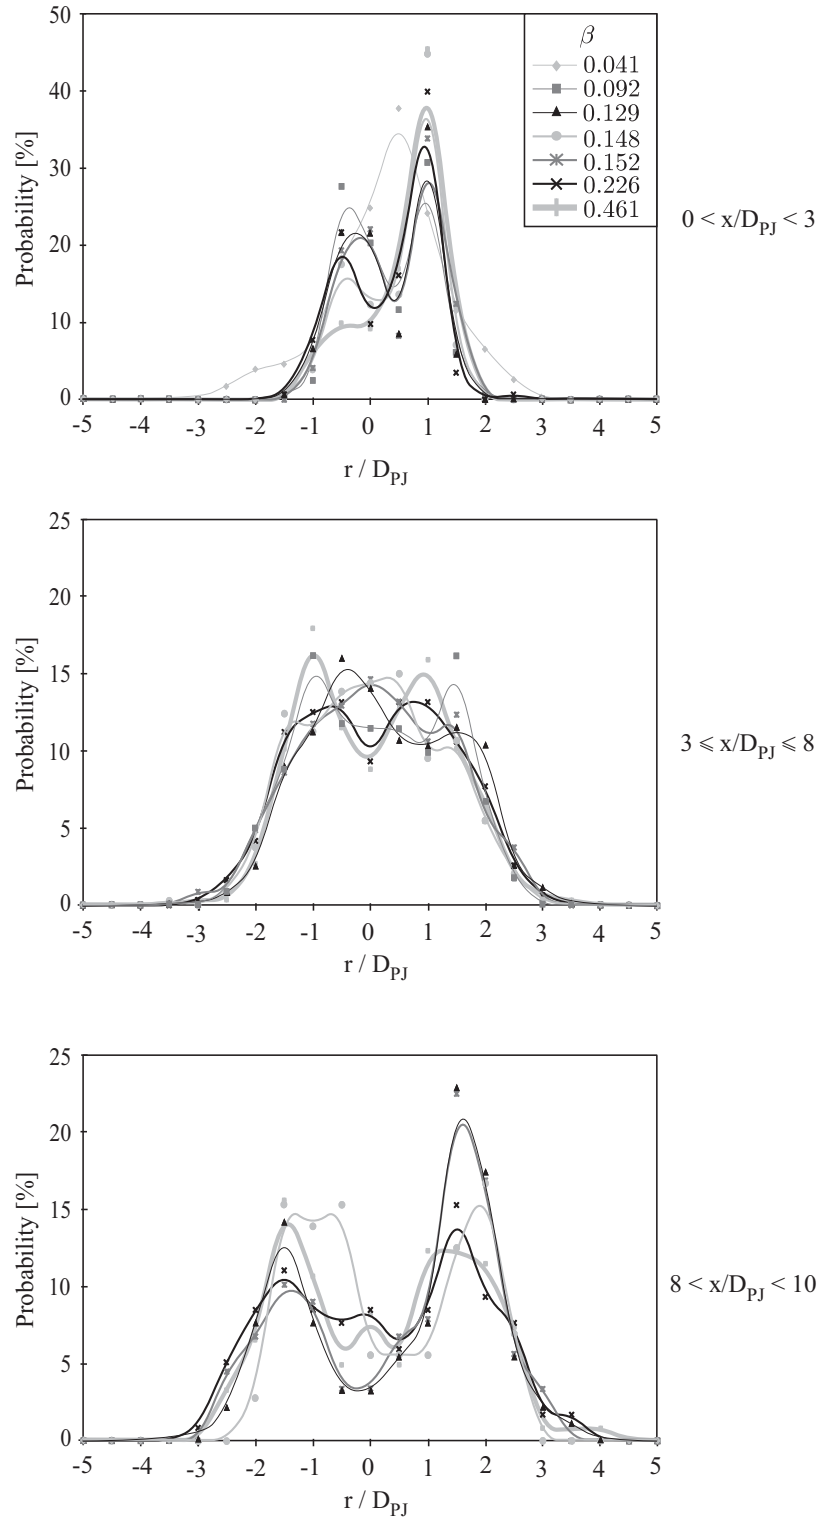 50
40
30
20
10
0
Probability [%]
β
0.041
0.092
0.129
0.148
0.152
0.226
0.461
0 < x/D_PJ < 3
-5 -4 -3 -2 -1 0 1 2 3 4 5
r / D_PJ
25
20
15
10
5
0
Probability [%]
3 ⩽ x/D_PJ ⩽ 8
-5 -4 -3 -2 -1 0 1 2 3 4 5
r / D_PJ
25
20
15
10
5
0
Probability [%]
8 < x/D_PJ < 10
-5 -4 -3 -2 -1 0 1 2 3 4 5
r / D_PJ